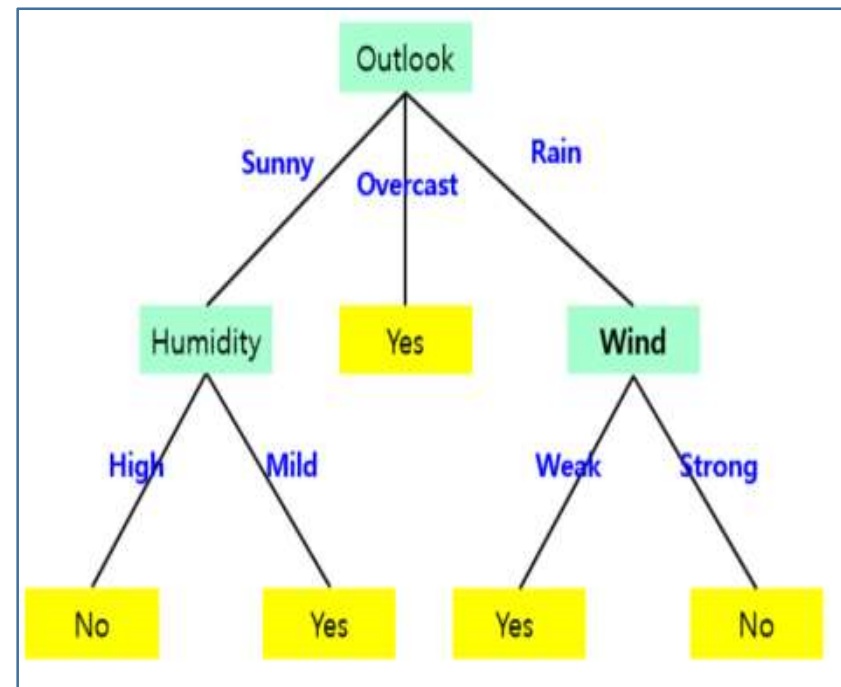 Outlook
Sunny
Overcast
Rain
Humidity
Yes
Wind
High
Mild
Weak
Strong
No
Yes
Yes
No